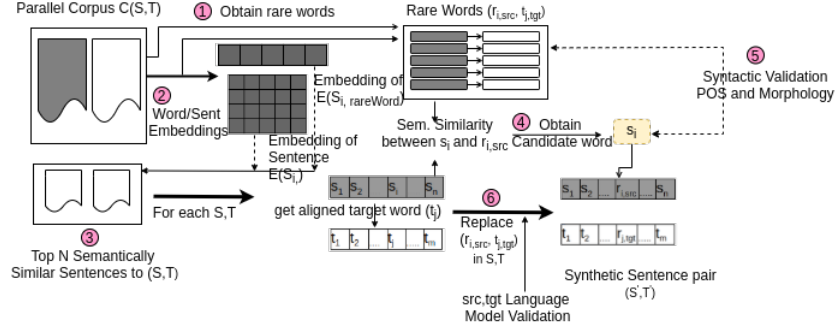 Parallel Corpus C(S,T)
1 Obtain rare words
Rare Words (r_i,src, t_j,tgt)
2
Word/Sent
Embeddings
Embedding of
E(S_i, rareWord)
Embedding of
Sentence
E(S_i,)
Sem. Similarity
between s_i and r_i,src
4 Obtain
Candidate word
s_i
5
Syntactic Validation
POS and Morphology
For each S,T
3
Top N Semantically
Similar Sentences to (S,T)
s_1 s_2 s_i s_n
get aligned target word (t_j)
t_1 t_2 .... t_j t_m
6
Replace
(r_i,src, t_j,tgt)
in S,T
src,tgt Language
Model Validation
s_1 s_2 .... r_i,src .... s_n
t_1 t_2 .... r_j,tgt .... t_m
Synthetic Sentence pair
(S',T')